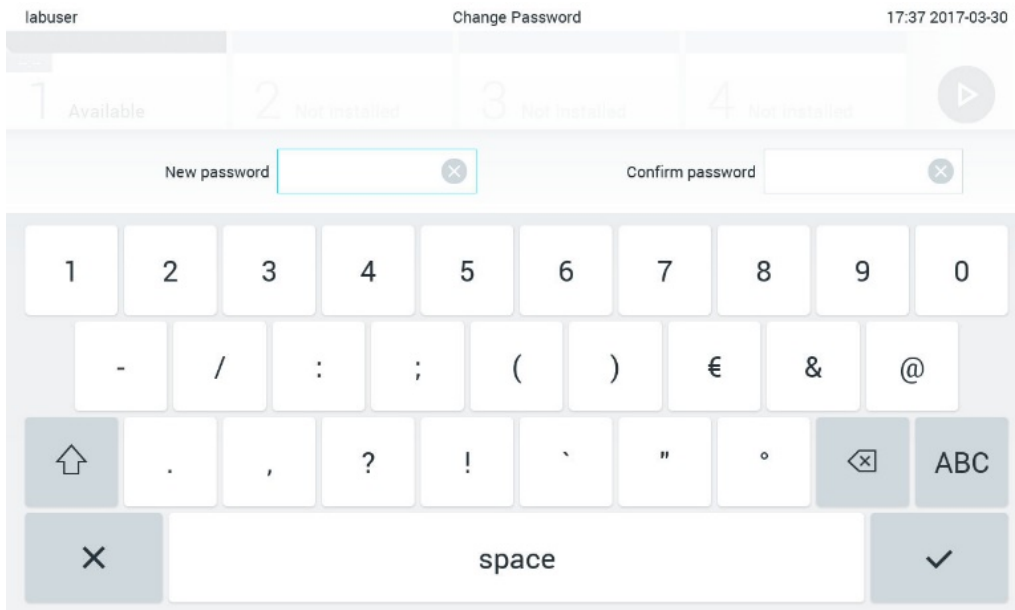 labuser Change Password 17:37 2017-03-30
1 Available 2 Not Installed 3 Not Installed 4 Not Installed
New password Confirm password
1 2 3 4 5 6 7 8 9 0
- / : ; ( ) € & @
. , ? ! ` " ° ABC
space